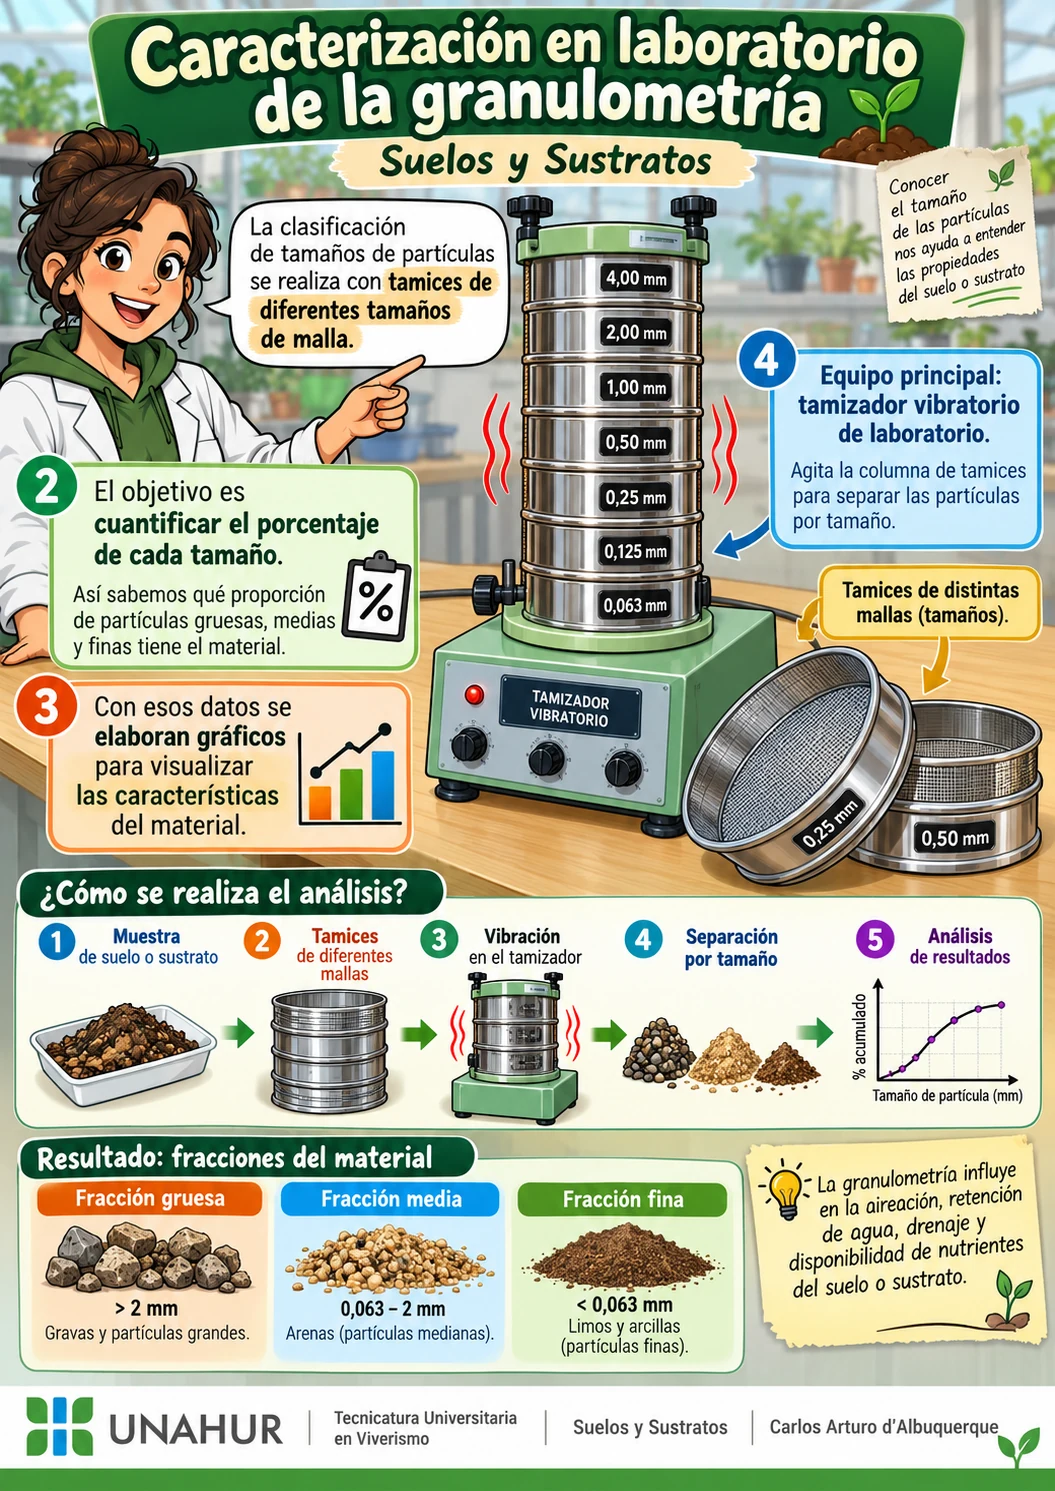 Caracterización en laboratorio
de la granulometría
Suelos y Sustratos
Conocer
el tamaño
de las partículas
nos ayuda a entender
las propiedades
del suelo o sustrato
La clasificación
de tamaños de partículas
se realiza con tamices de
diferentes tamaños
de malla.
4,00 mm
2,00 mm
1,00 mm
0,50 mm
0,25 mm
0,125 mm
0,063 mm
TAMIZADOR
VIBRATORIO
4
Equipo principal:
tamizador vibratorio
de laboratorio.
Agita la columna de tamices
para separar las partículas
por tamaño.
2
El objetivo es
cuantificar el porcentaje
de cada tamaño.
Así sabemos qué proporción
de partículas gruesas, medias
y finas tiene el material.
%
Tamices de distintas
mallas (tamaños).
0,25 mm
0,50 mm
3
Con esos datos se
elaboran gráficos
para visualizar
las características
del material.
¿Cómo se realiza el análisis?
1 Muestra
de suelo o sustrato
2 Tamices
de diferentes
mallas
3 Vibración
en el tamizador
4 Separación
por tamaño
5 Análisis
de resultados
% acumulado
Tamaño de partícula (mm)
Resultado: fracciones del material
Fracción gruesa
> 2 mm
Gravas y partículas grandes.
Fracción media
0,063 – 2 mm
Arenas (partículas medianas).
Fracción fina
< 0,063 mm
Limos y arcillas
(partículas finas).
La granulometría influye
en la aireación, retención
de agua, drenaje y
disponibilidad de nutrientes
del suelo o sustrato.
UNAHUR
Tecnicatura Universitaria
en Viverismo
Suelos y Sustratos
Carlos Arturo d'Albuquerque